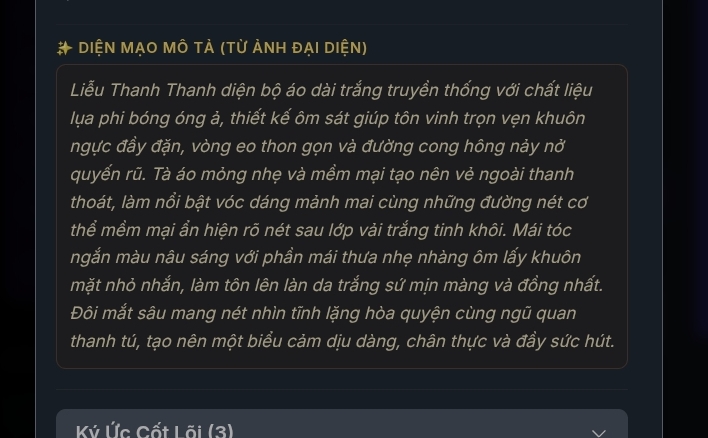 DIỆN MẠO MÔ TẢ (TỪ ẢNH ĐẠI DIỆN)
Liễu Thanh Thanh diện bộ áo dài trắng truyền thống với chất liệu
lụa phi bóng óng ả, thiết kế ôm sát giúp tôn vinh trọn vẹn khuôn
ngực đầy đặn, vòng eo thon gọn và đường cong hông nảy nở
quyến rũ. Tà áo mỏng nhẹ và mềm mại tạo nên vẻ ngoài thanh
thoát, làm nổi bật vóc dáng mảnh mai cùng những đường nét cơ
thể mềm mại ẩn hiện rõ nét sau lớp vải trắng tinh khôi. Mái tóc
ngắn màu nâu sáng với phần mái thưa nhẹ nhàng ôm lấy khuôn
mặt nhỏ nhắn, làm tôn lên làn da trắng sứ mịn màng và đồng nhất.
Đôi mắt sâu mang nét nhìn tĩnh lặng hòa quyện cùng ngũ quan
thanh tú, tạo nên một biểu cảm dịu dàng, chân thực và đầy sức hút.
Ký Ức Cốt Lõi (3)